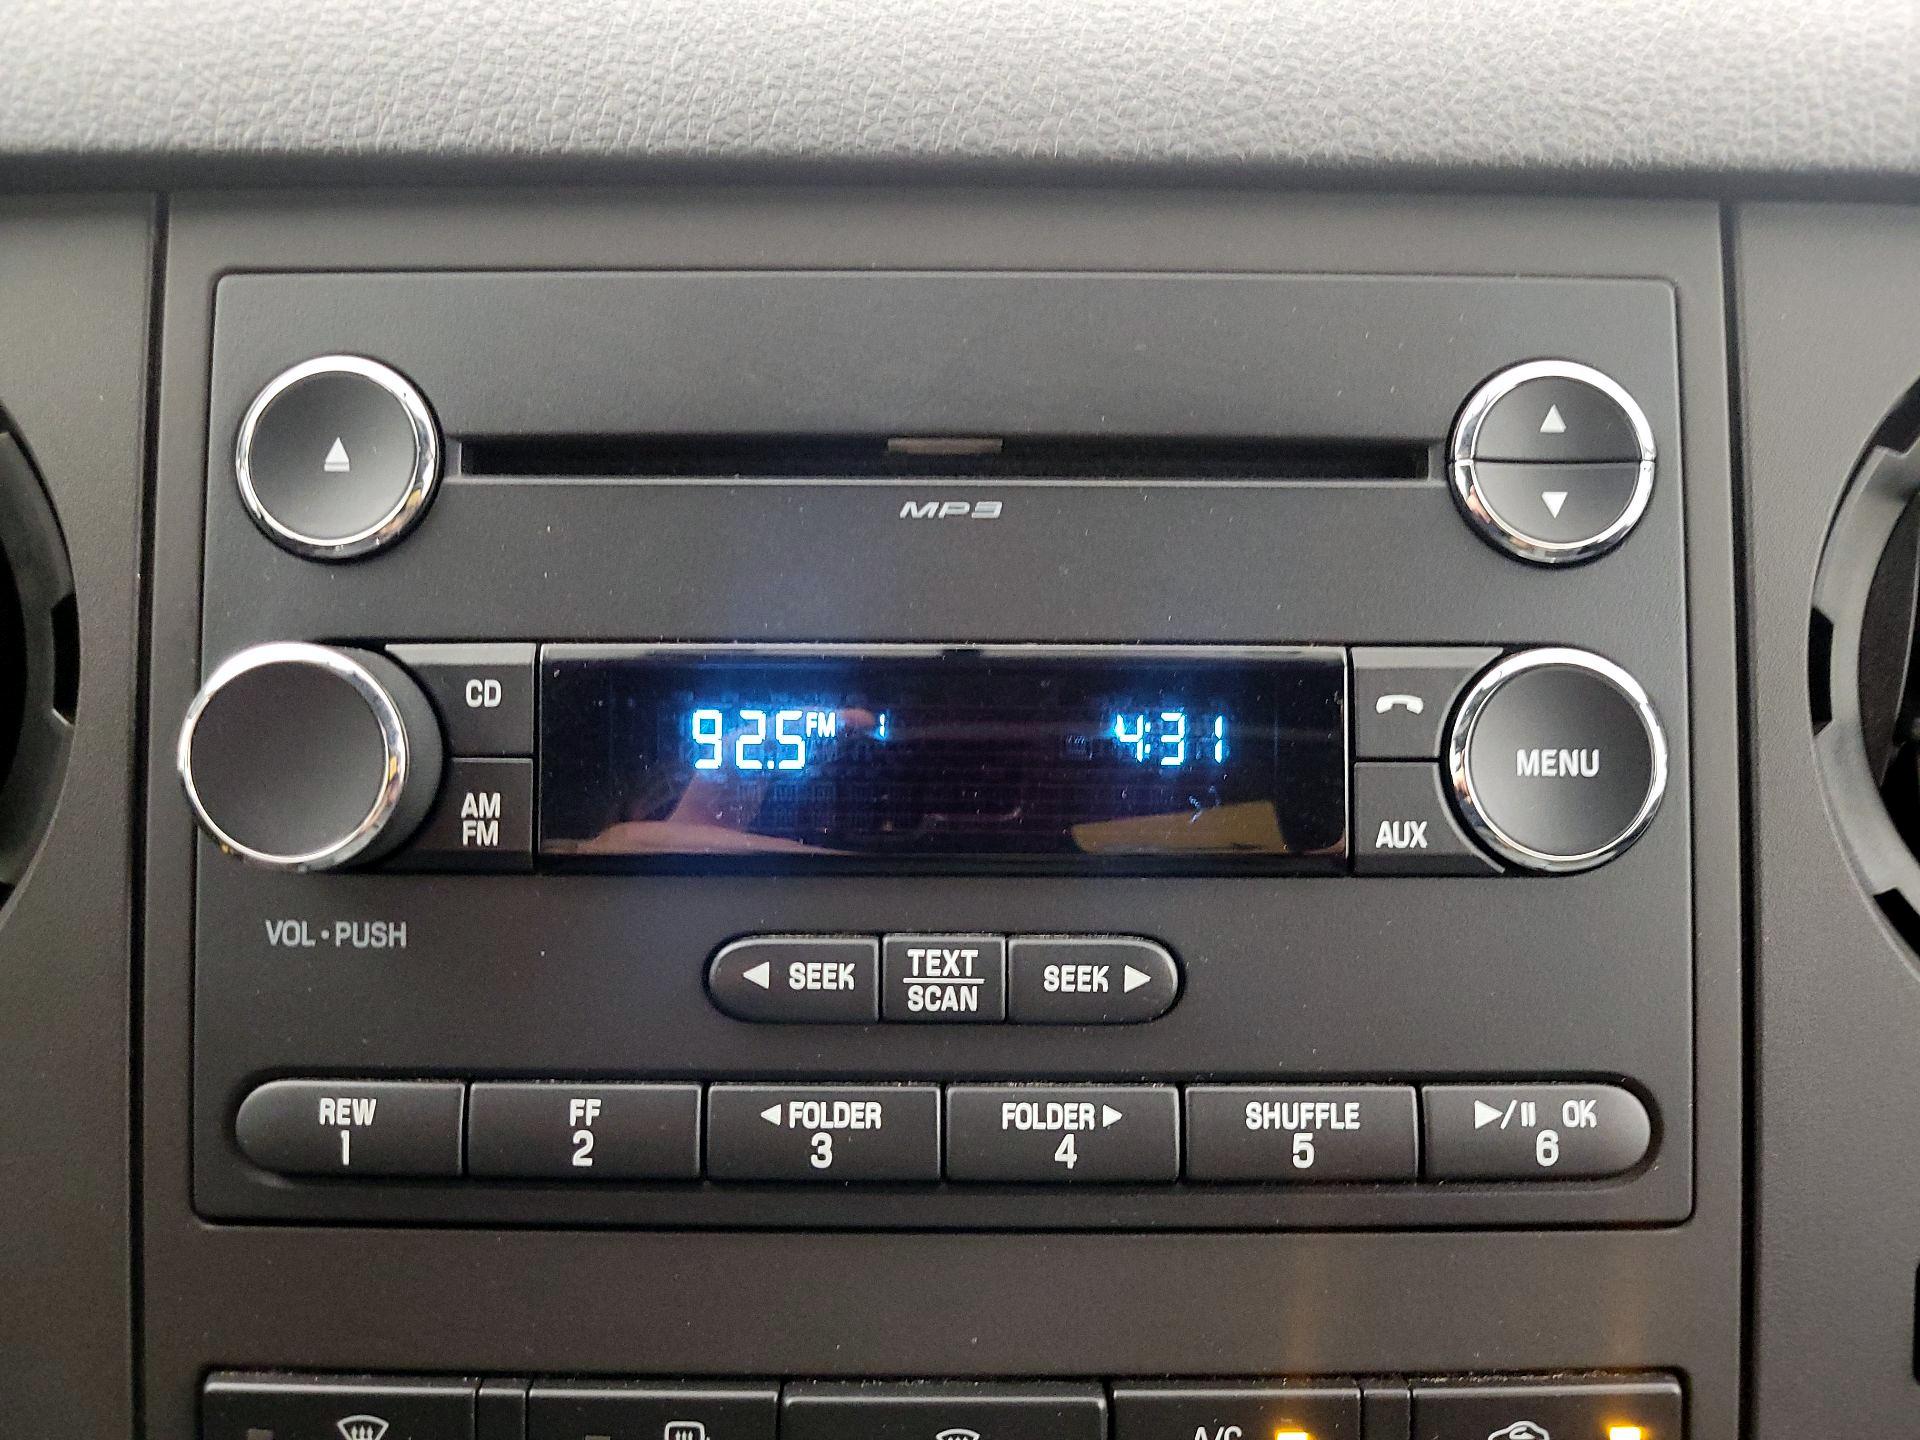 MP3
CD
92.5 FM 1
4:31
AM
FM
MENU
AUX
VOL • PUSH
◀ SEEK
TEXT
SCAN
SEEK ▶
REW
1
FF
2
◀ FOLDER
3
FOLDER ▶
4
SHUFFLE
5
▶/II OK
6
A/C